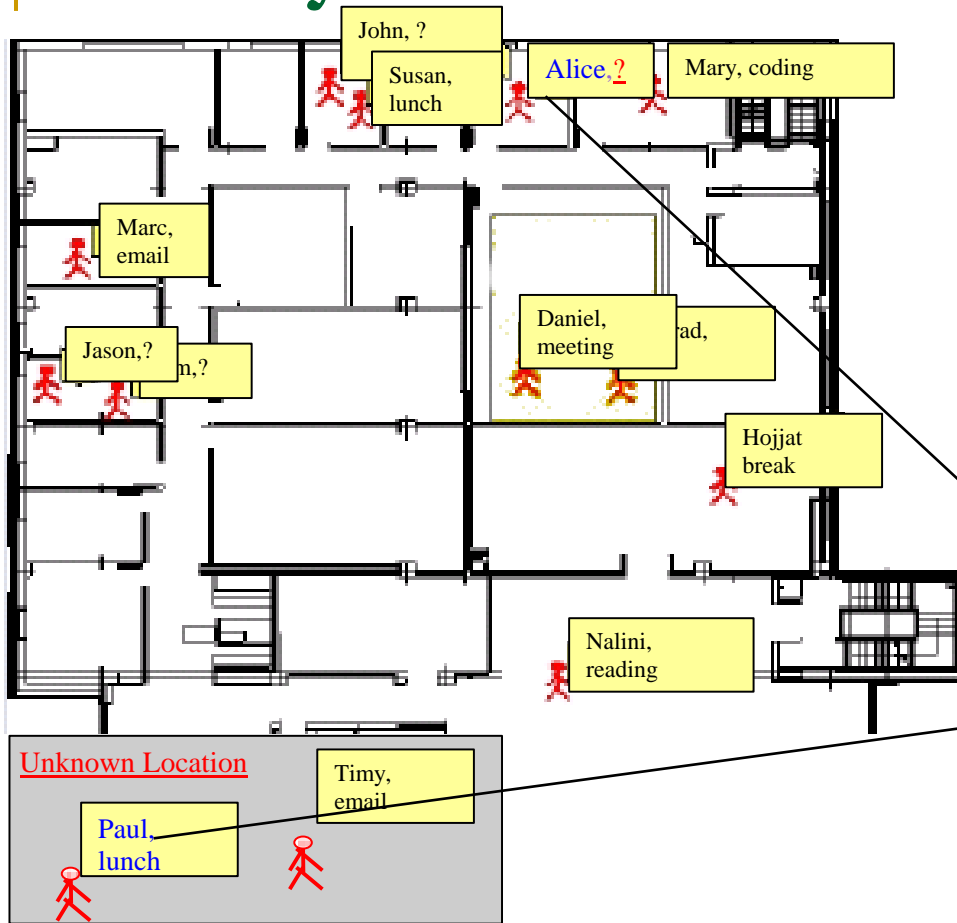 John, ?
Susan,
lunch
Alice,?
Mary, coding
Marc,
email
Daniel,
meeting
Jason,?
Hojjat
break
Nalini,
reading
Unknown Location
Timy,
email
Paul,
lunch